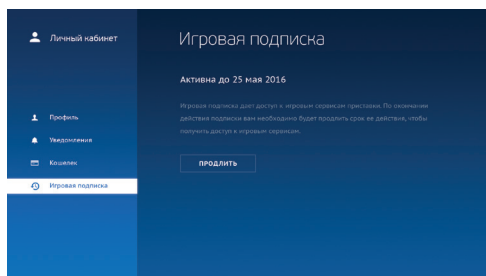 Личный кабинет
Игровая подписка
Активна до 25 мая 2016
Игровая подписка дает доступ к игровым сервисам приставки. По окончании
действия подписки вам необходимо будет продлить срок ее действия, чтобы
получить доступ к игровым сервисам.
Профиль
Уведомления
Кошелек
Игровая подписка
ПРОДЛИТЬ